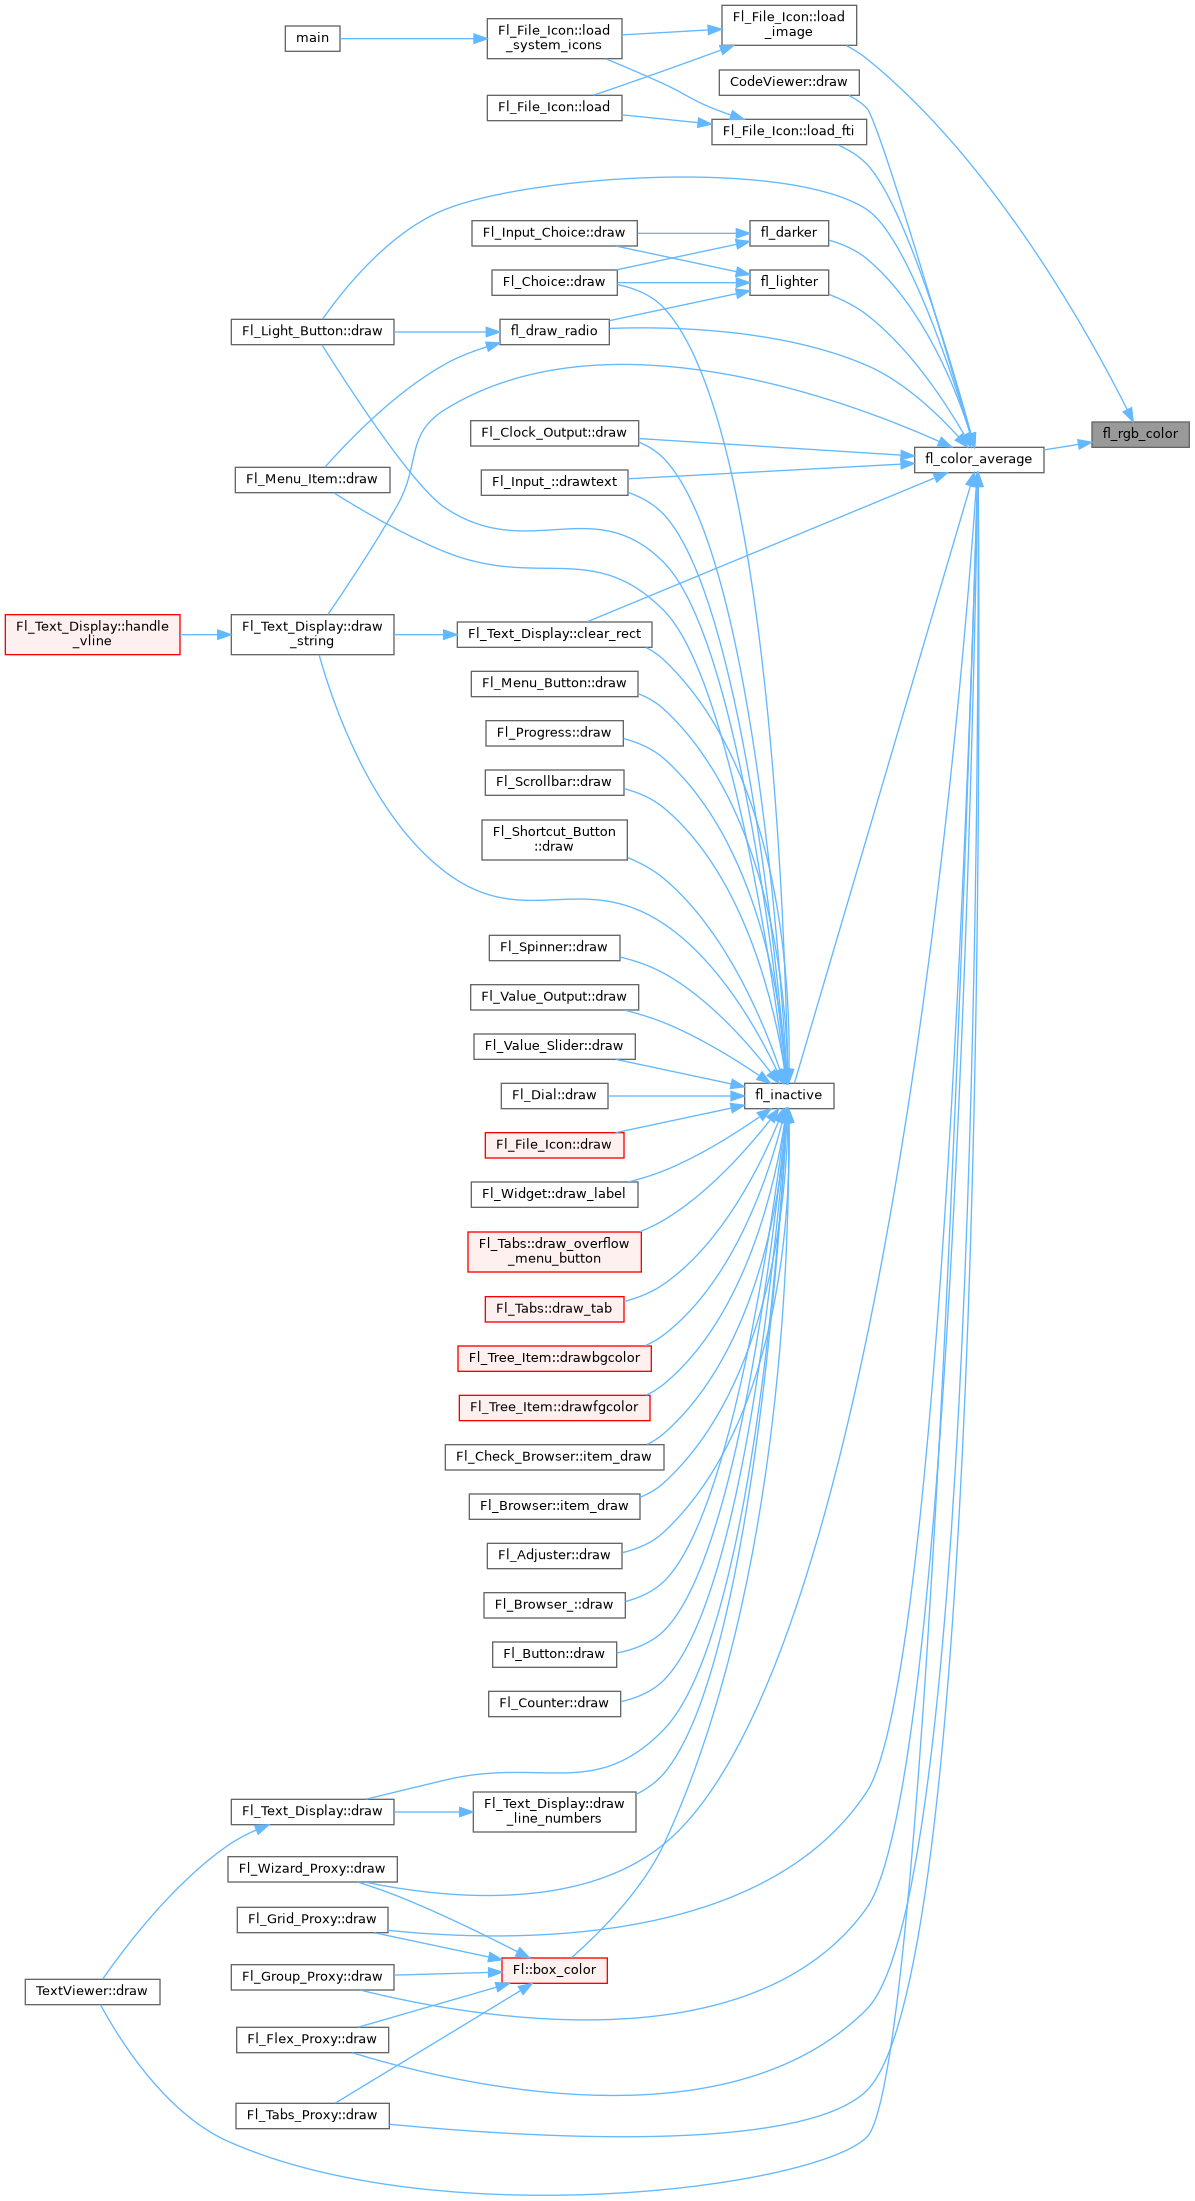 Fl_File_Icon::load
_image
main
Fl_File_Icon::load
_system_icons
CodeViewer::draw
Fl_File_Icon::load
Fl_File_Icon::load_fti
Fl_Input_Choice::draw
fl_darker
Fl_Choice::draw
fl_lighter
Fl_Light_Button::draw
fl_draw_radio
Fl_Clock_Output::draw
fl_rgb_color
fl_color_average
Fl_Menu_Item::draw
Fl_Input_::drawtext
Fl_Text_Display::handle
_vline
Fl_Text_Display::draw
_string
Fl_Text_Display::clear_rect
Fl_Menu_Button::draw
Fl_Progress::draw
Fl_Scrollbar::draw
Fl_Shortcut_Button
::draw
Fl_Spinner::draw
Fl_Value_Output::draw
Fl_Value_Slider::draw
Fl_Dial::draw
fl_inactive
Fl_File_Icon::draw
Fl_Widget::draw_label
Fl_Tabs::draw_overflow
_menu_button
Fl_Tabs::draw_tab
Fl_Tree_Item::drawbgcolor
Fl_Tree_Item::drawfgcolor
Fl_Check_Browser::item_draw
Fl_Browser::item_draw
Fl_Adjuster::draw
Fl_Browser_::draw
Fl_Button::draw
Fl_Counter::draw
Fl_Text_Display::draw
Fl_Text_Display::draw
_line_numbers
Fl_Wizard_Proxy::draw
Fl_Grid_Proxy::draw
Fl::box_color
Fl_Group_Proxy::draw
TextViewer::draw
Fl_Flex_Proxy::draw
Fl_Tabs_Proxy::draw